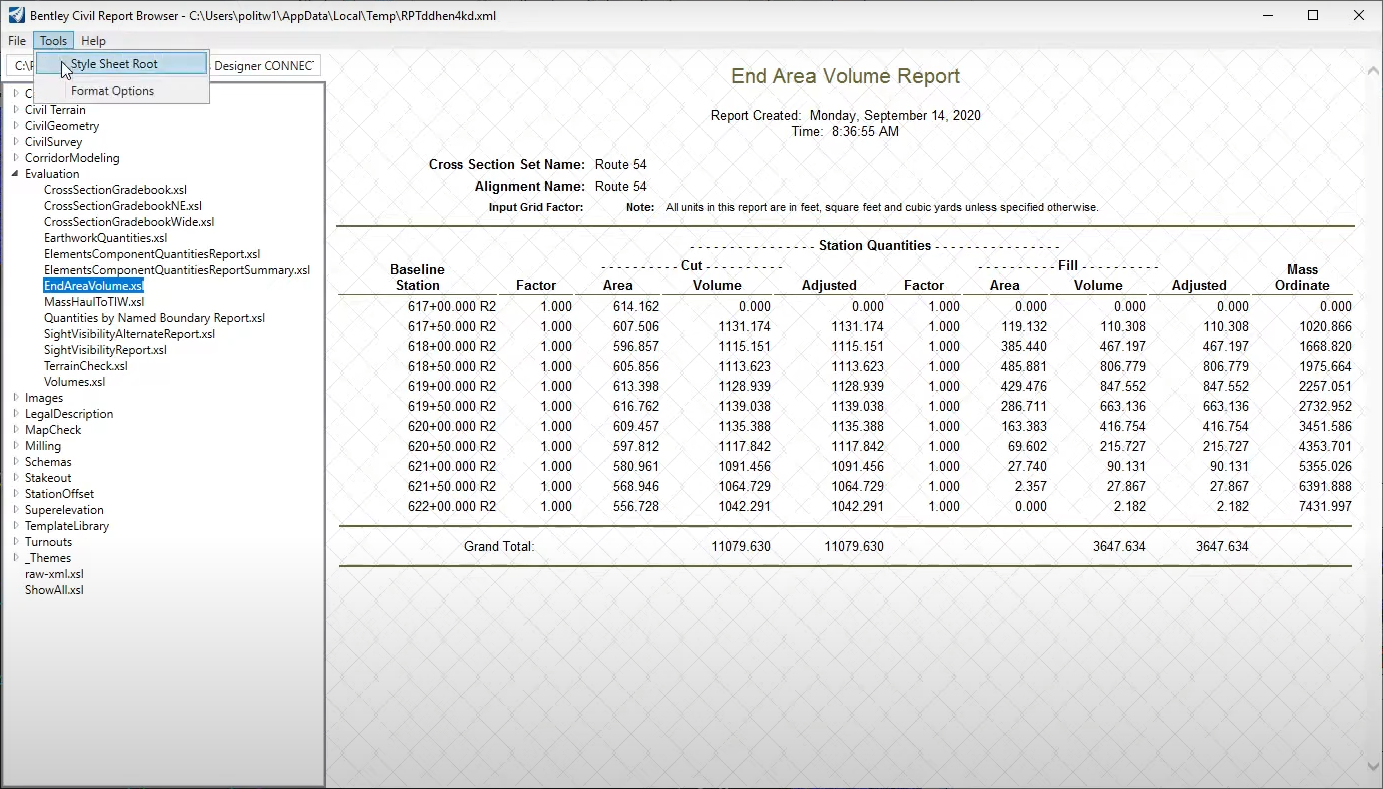 Bentley Civil Report Browser - C:\Users\politw1\AppData\Local\Temp\RPTddhen4kd.xml
File Tools Help
Style Sheet Root
Designer CONNEC
Format Options
Civil Terrain
CivilGeometry
CivilSurvey
CorridorModeling
Evaluation
CrossSectionGradebook.xsl
CrossSectionGradebookNE.xsl
CrossSectionGradebookWide.xsl
EarthworkQuantities.xsl
ElementsComponentQuantitiesReport.xsl
ElementsComponentQuantitiesReportSummary.xsl
EndAreaVolume.xsl
MassHaulToTIW.xsl
Quantities by Named Boundary Report.xsl
SightVisibilityAlternateReport.xsl
SightVisibilityReport.xsl
TerrainCheck.xsl
Volumes.xsl
Images
LegalDescription
MapCheck
Milling
Schemas
Stakeout
StationOffset
Superelevation
TemplateLibrary
Turnouts
_Themes
raw-xml.xsl
ShowAll.xsl
End Area Volume Report
Report Created: Monday, September 14, 2020
Time: 8:36:55 AM
Cross Section Set Name: Route 54
Alignment Name: Route 54
Input Grid Factor: Note: All units in this report are in feet, square feet and cubic yards unless specified otherwise.
- - - - - - - - - - - - - - - - Station Quantities - - - - - - - - - - - - - - - -
- - - - - - - - - - Cut - - - - - - - - - - - - - - - - - - - - Fill - - - - - - - - - -
Baseline Mass
Station Factor Area Volume Adjusted Factor Area Volume Adjusted Ordinate
617+00.000 R2 1.000 614.162 0.000 0.000 1.000 0.000 0.000 0.000 0.000
617+50.000 R2 1.000 607.506 1131.174 1131.174 1.000 119.132 110.308 110.308 1020.866
618+00.000 R2 1.000 596.857 1115.151 1115.151 1.000 385.440 467.197 467.197 1668.820
618+50.000 R2 1.000 605.856 1113.623 1113.623 1.000 485.881 806.779 806.779 1975.664
619+00.000 R2 1.000 613.398 1128.939 1128.939 1.000 429.476 847.552 847.552 2257.051
619+50.000 R2 1.000 616.762 1139.038 1139.038 1.000 286.711 663.136 663.136 2732.952
620+00.000 R2 1.000 609.457 1135.388 1135.388 1.000 163.383 416.754 416.754 3451.586
620+50.000 R2 1.000 597.812 1117.842 1117.842 1.000 69.602 215.727 215.727 4353.701
621+00.000 R2 1.000 580.961 1091.456 1091.456 1.000 27.740 90.131 90.131 5355.026
621+50.000 R2 1.000 568.946 1064.729 1064.729 1.000 2.357 27.867 27.867 6391.888
622+00.000 R2 1.000 556.728 1042.291 1042.291 1.000 0.000 2.182 2.182 7431.997
Grand Total: 11079.630 11079.630 3647.634 3647.634